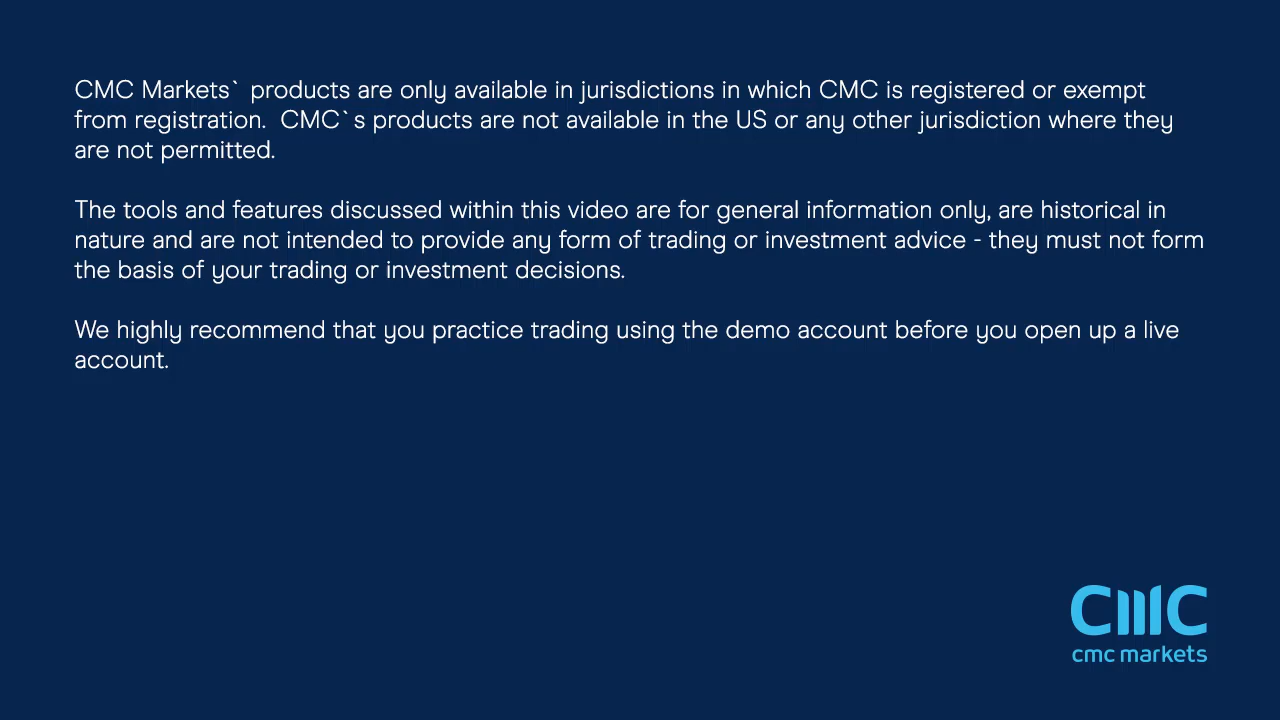 CMC Markets` products are only available in jurisdictions in which CMC is registered or exempt
from registration.  CMC`s products are not available in the US or any other jurisdiction where they
are not permitted.
The tools and features discussed within this video are for general information only, are historical in
nature and are not intended to provide any form of trading or investment advice - they must not form
the basis of your trading or investment decisions.
We highly recommend that you practice trading using the demo account before you open up a live
account.
CMC
cmc markets